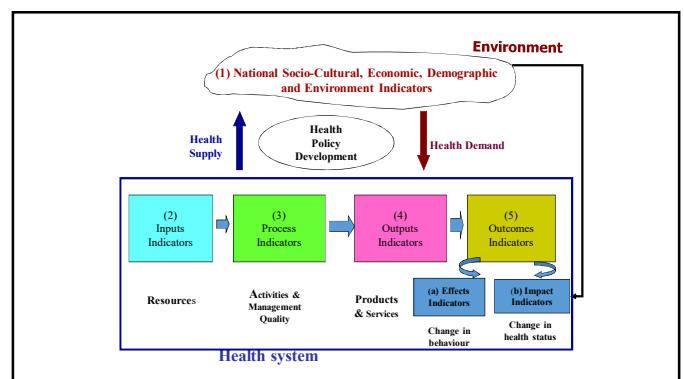 Environment
(1) National Socio-Cultural, Economic, Demographic
and Environment Indicators
Health
Supply
Health
Policy
Development
Health Demand
(2)
Inputs
Indicators
(3)
Process
Indicators
(4)
Outputs
Indicators
(5)
Outcomes
Indicators
Resources
Activities &
Management
Quality
Products
& Services
(a) Effects
Indicators
(b) Impact
Indicators
Change in
behaviour
Change in
health status
Health system